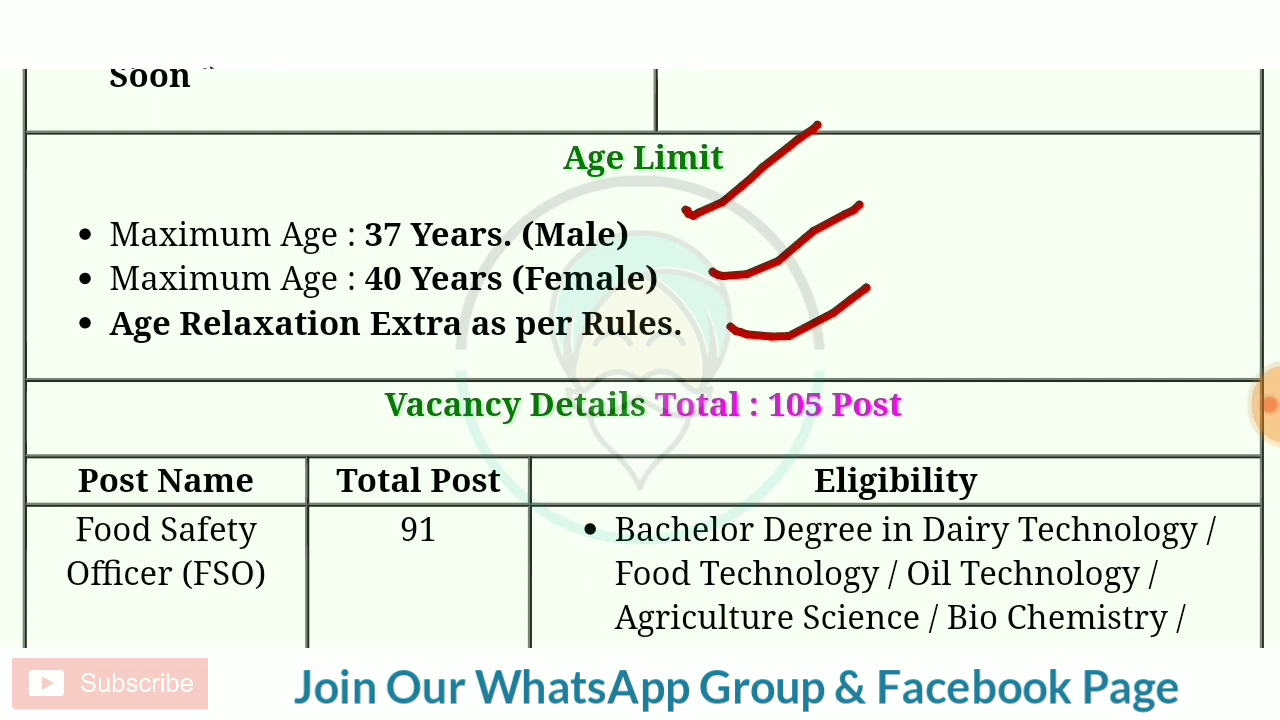 Soon
Age Limit
• Maximum Age : 37 Years. (Male)
• Maximum Age : 40 Years (Female)
• Age Relaxation Extra as per Rules.
Vacancy Details Total : 105 Post
Post Name Total Post Eligibility
Food Safety 91 • Bachelor Degree in Dairy Technology /
Officer (FSO) Food Technology / Oil Technology /
Agriculture Science / Bio Chemistry /
Subscribe Join Our WhatsApp Group & Facebook Page